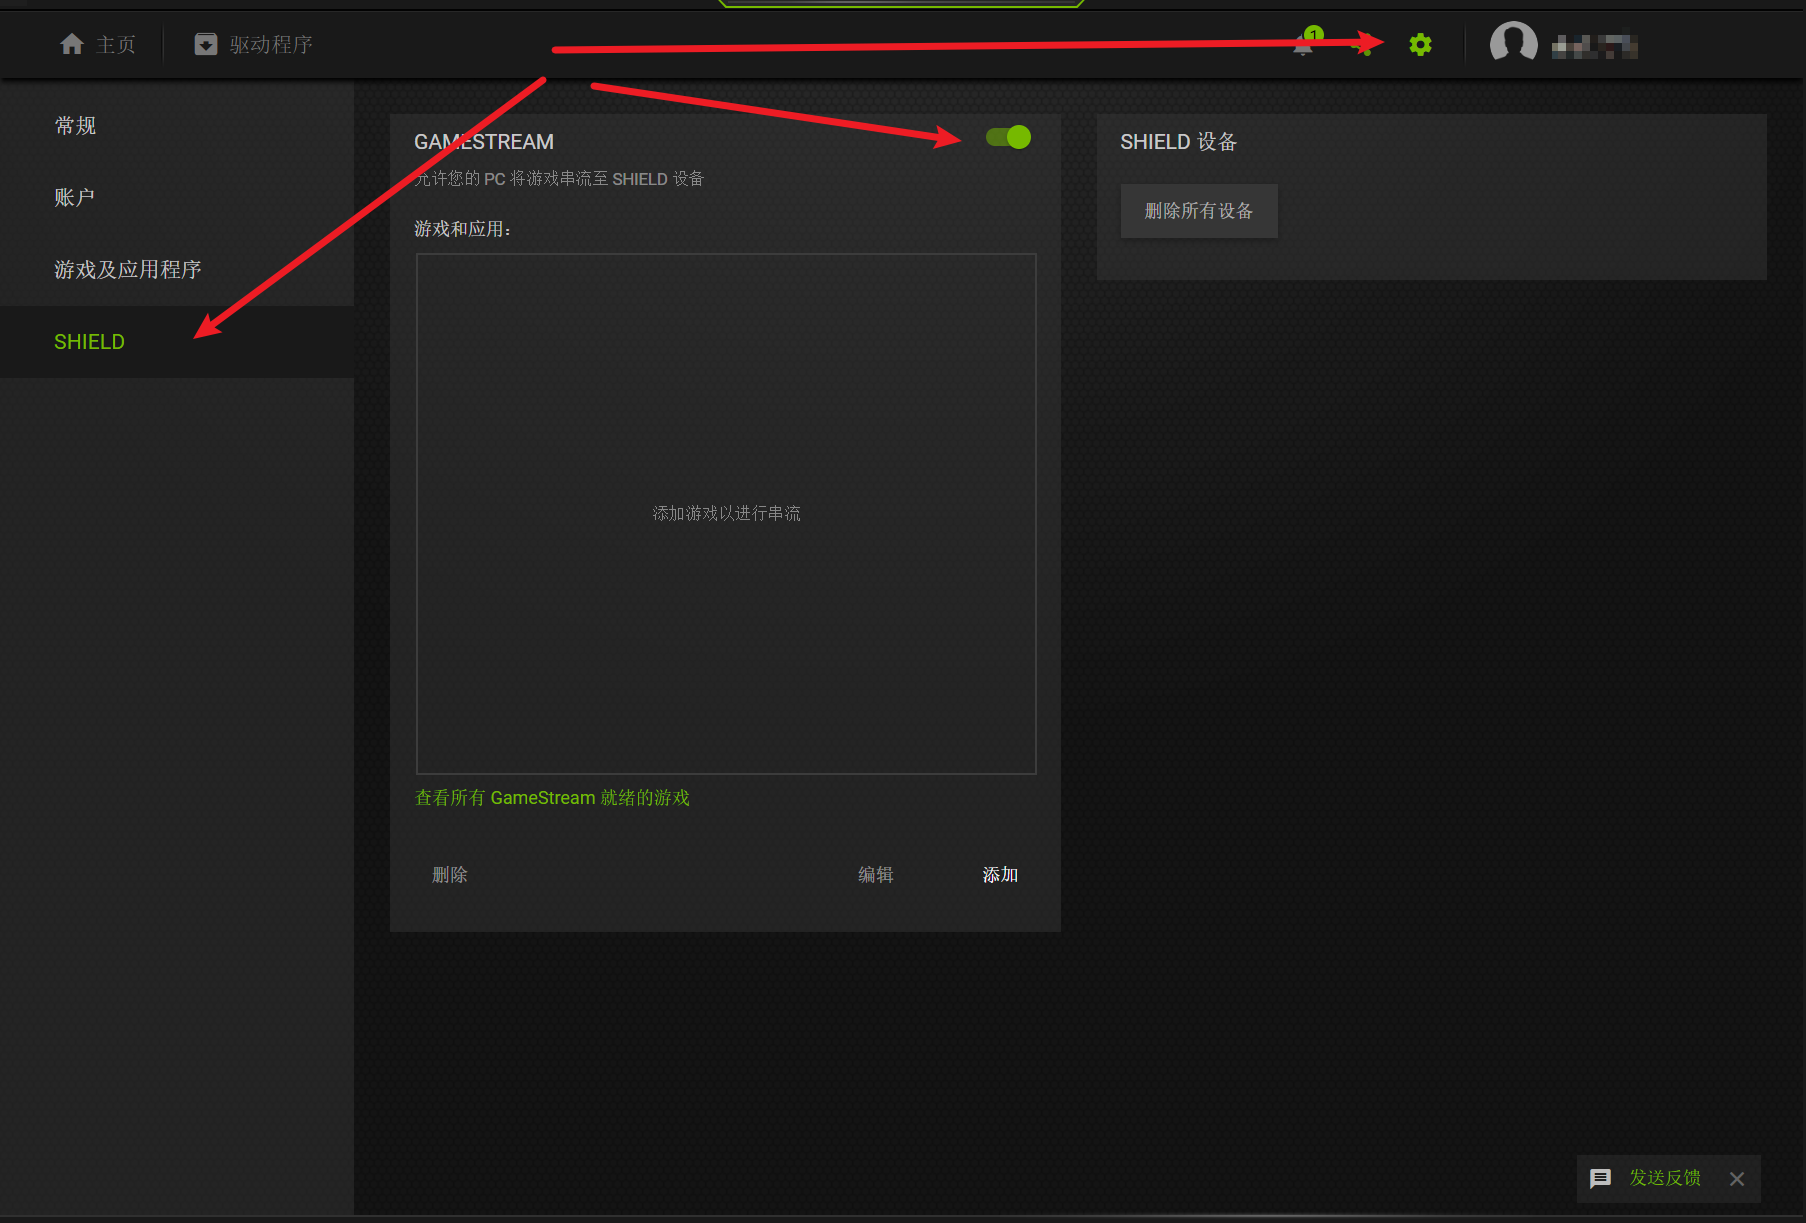 主页
驱动程序
1
常规
账户
游戏及应用程序
SHIELD
GAMESTREAM
允许您的 PC 将游戏串流至 SHIELD 设备
游戏和应用：
添加游戏以进行串流
查看所有 GameStream 就绪的游戏
删除
编辑
添加
SHIELD 设备
删除所有设备
发送反馈